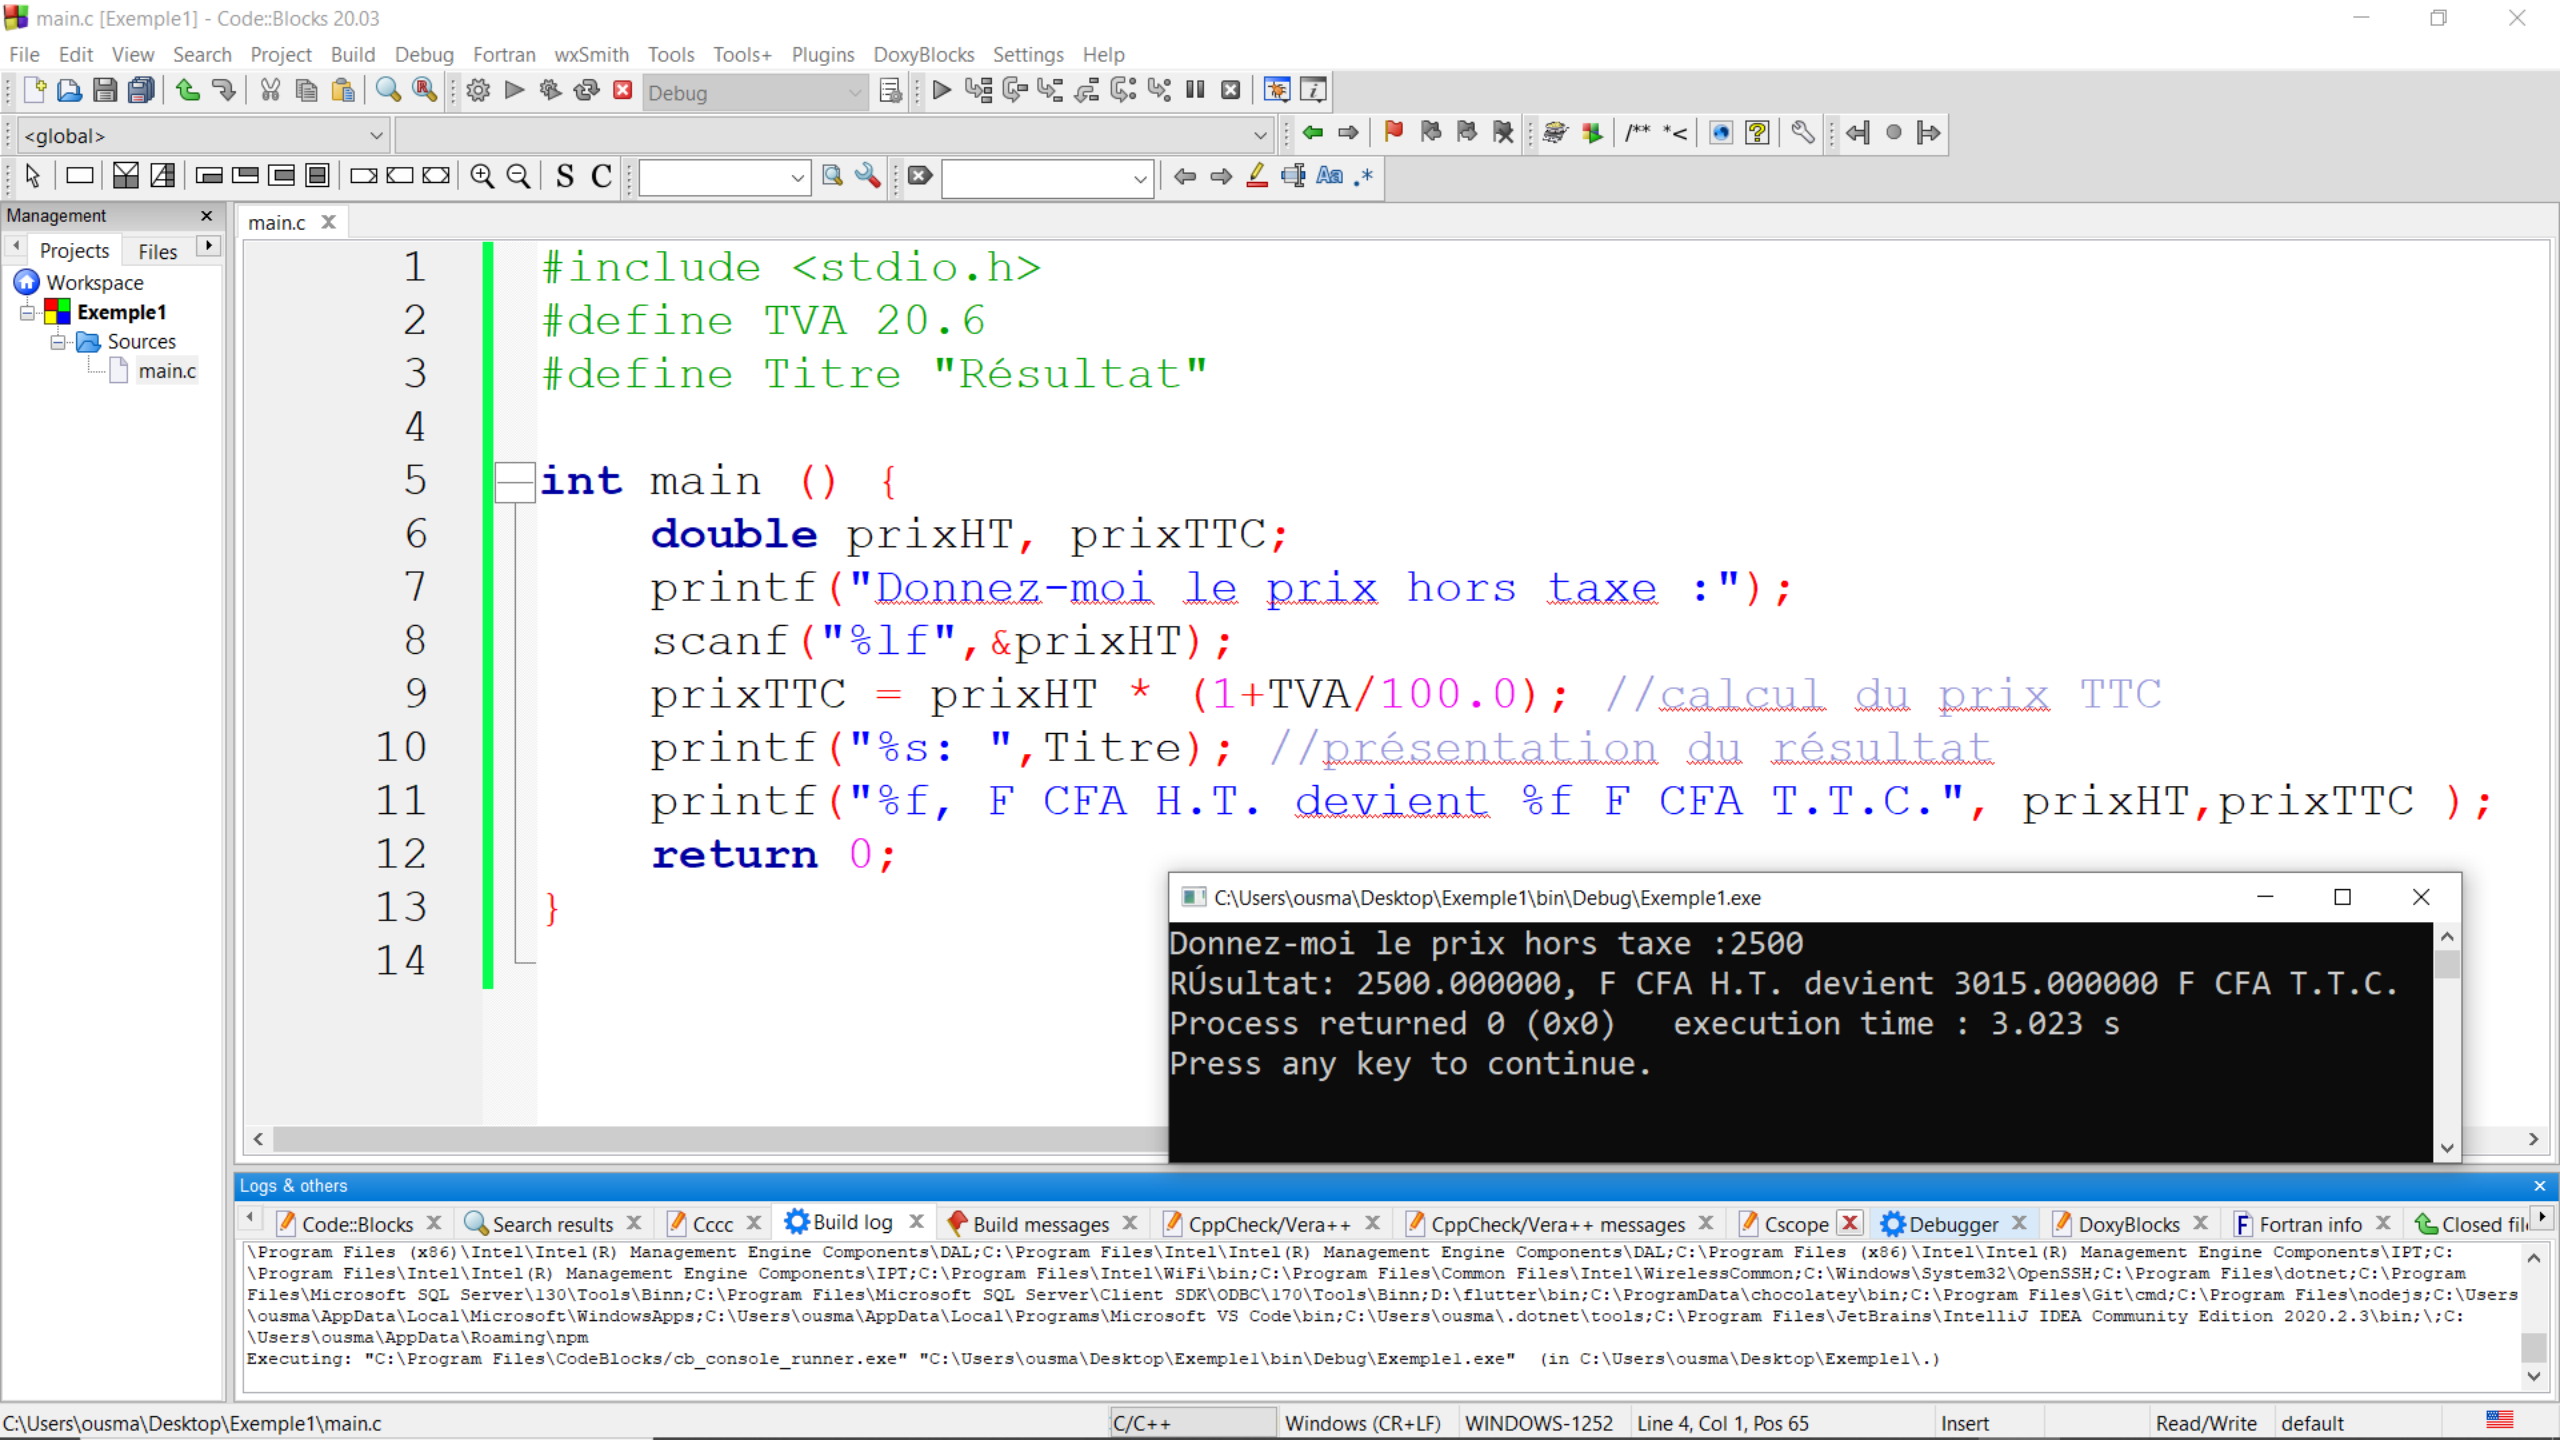 main.c [Exemple1] - Code::Blocks 20.03
File Edit View Search Project Build Debug Fortran wxSmith Tools Tools+ Plugins DoxyBlocks Settings Help
Debug
<global>
/** *<
S C
Aa .*
Management
Projects Files
Workspace
Exemple1
Sources
main.c
main.c
1 #include <stdio.h>
2 #define TVA 20.6
3 #define Titre "Résultat"
4
5 int main () {
6 double prixHT, prixTTC;
7 printf("Donnez-moi le prix hors taxe :");
8 scanf("%lf",&prixHT);
9 prixTTC = prixHT * (1+TVA/100.0); //calcul du prix TTC
10 printf("%s: ",Titre); //présentation du résultat
11 printf("%f, F CFA H.T. devient %f F CFA T.T.C.", prixHT,prixTTC );
12 return 0;
13 }
14
C:\Users\ousma\Desktop\Exemple1\bin\Debug\Exemple1.exe
Donnez-moi le prix hors taxe :2500
RÚsultat: 2500.000000, F CFA H.T. devient 3015.000000 F CFA T.T.C.
Process returned 0 (0x0) execution time : 3.023 s
Press any key to continue.
Logs & others
Code::Blocks Search results Cccc Build log Build messages CppCheck/Vera++ CppCheck/Vera++ messages Cscope Debugger DoxyBlocks Fortran info Closed fil
\Program Files (x86)\Intel\Intel(R) Management Engine Components\DAL;C:\Program Files\Intel\Intel(R) Management Engine Components\DAL;C:\Program Files (x86)\Intel\Intel(R) Management Engine Components\IPT;C:
\Program Files\Intel\Intel(R) Management Engine Components\IPT;C:\Program Files\Intel\WiFi\bin;C:\Program Files\Common Files\Intel\WirelessCommon;C:\Windows\System32\OpenSSH;C:\Program Files\dotnet;C:\Program
Files\Microsoft SQL Server\130\Tools\Binn;C:\Program Files\Microsoft SQL Server\Client SDK\ODBC\170\Tools\Binn;D:\flutter\bin;C:\ProgramData\chocolatey\bin;C:\Program Files\Git\cmd;C:\Program Files\nodejs;C:\Users
\ousma\AppData\Local\Microsoft\WindowsApps;C:\Users\ousma\AppData\Local\Programs\Microsoft VS Code\bin;C:\Users\ousma\.dotnet\tools;C:\Program Files\JetBrains\IntelliJ IDEA Community Edition 2020.2.3\bin;\;C:
\Users\ousma\AppData\Roaming\npm
Executing: "C:\Program Files\CodeBlocks/cb_console_runner.exe" "C:\Users\ousma\Desktop\Exemple1\bin\Debug\Exemple1.exe" (in C:\Users\ousma\Desktop\Exemple1\.)
C:\Users\ousma\Desktop\Exemple1\main.c C/C++ Windows (CR+LF) WINDOWS-1252 Line 4, Col 1, Pos 65 Insert Read/Write default